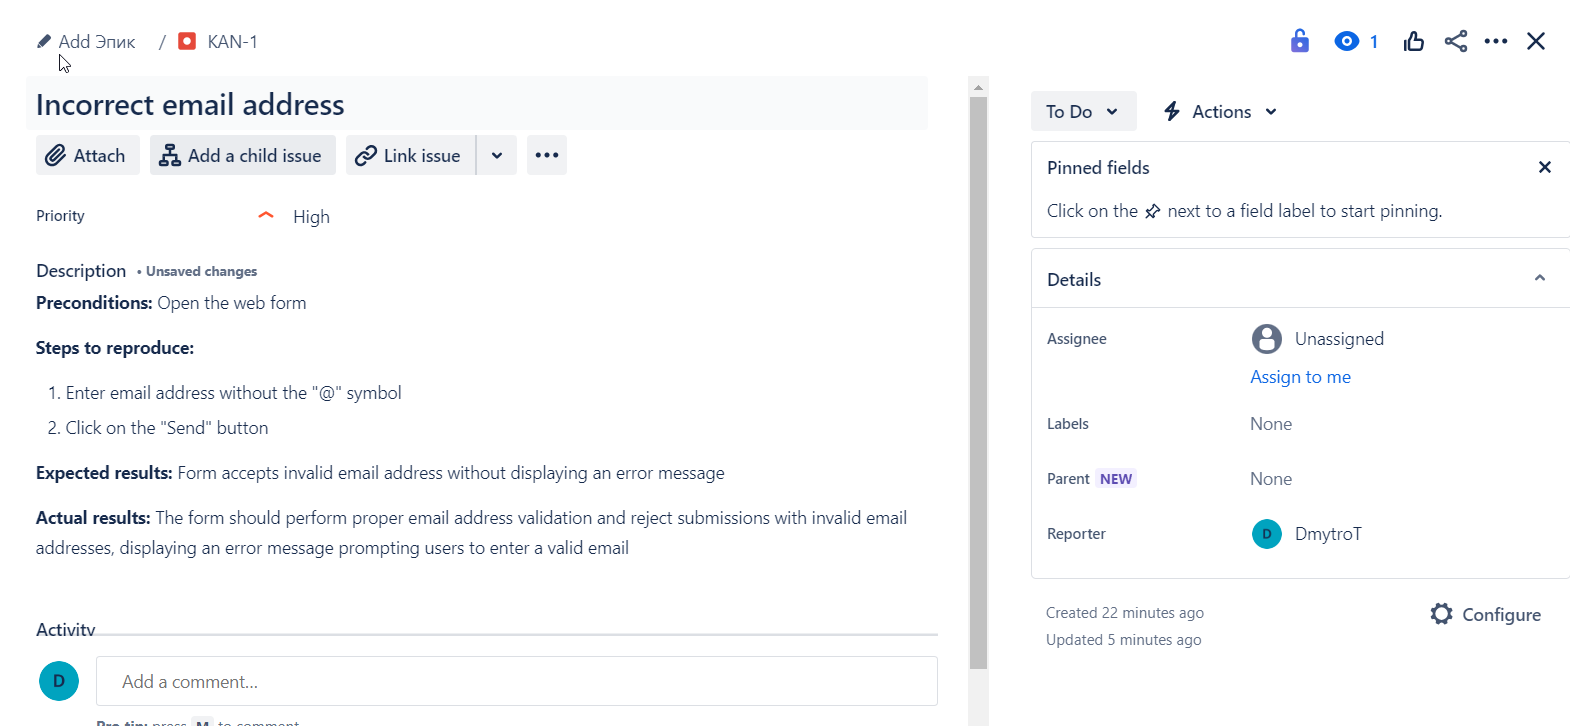 Add Эпик / KAN-1
1
Incorrect email address
Attach
Add a child issue
Link issue
Priority
High
Description • Unsaved changes
Preconditions: Open the web form
Steps to reproduce:
1. Enter email address without the "@" symbol
2. Click on the "Send" button
Expected results: Form accepts invalid email address without displaying an error message
Actual results: The form should perform proper email address validation and reject submissions with invalid email
addresses, displaying an error message prompting users to enter a valid email
Activity
D
Add a comment...
Pro tip: press M to comment
To Do
Actions
Pinned fields
Click on the next to a field label to start pinning.
Details
Assignee
Unassigned
Assign to me
Labels
None
Parent NEW
None
Reporter
D DmytroT
Created 22 minutes ago
Updated 5 minutes ago
Configure